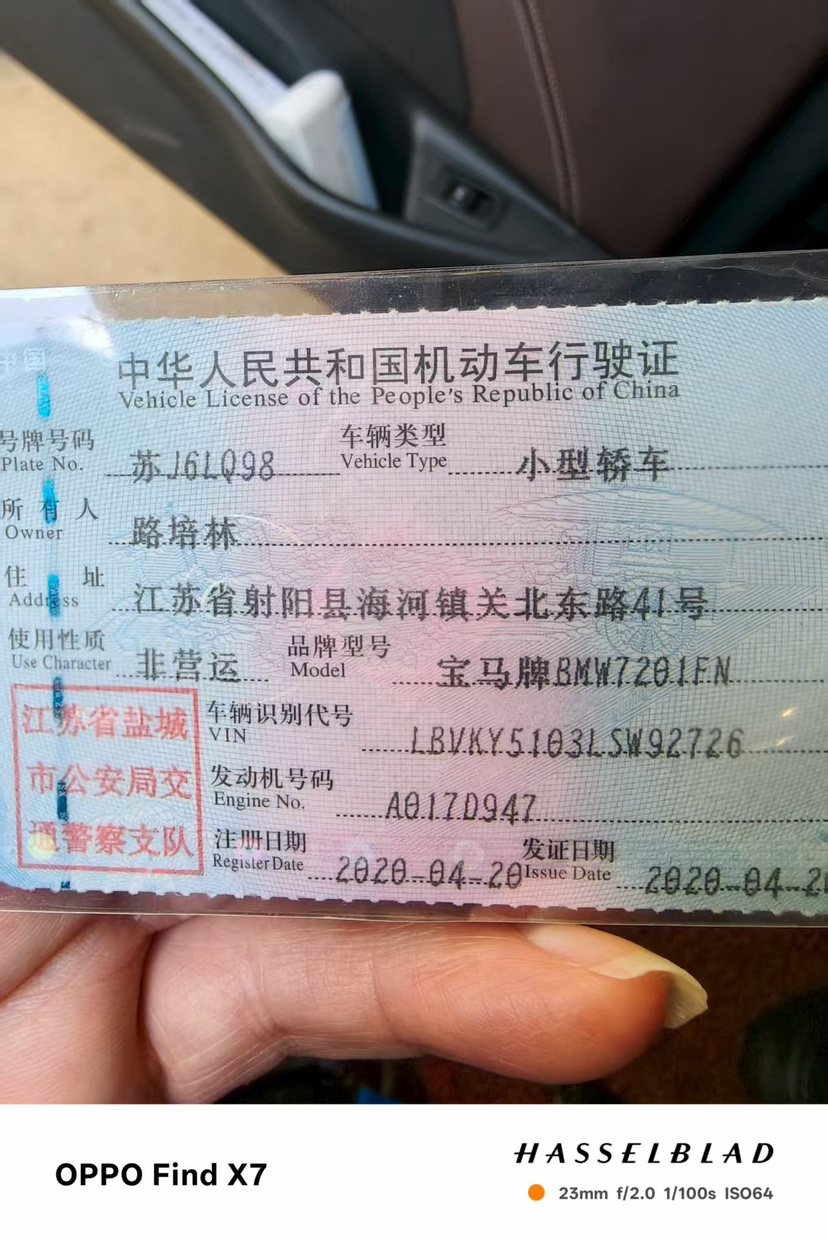 中国
中华人民共和国机动车行驶证
Vehicle License of the People's Republic of China
号牌号码
Plate No.
苏J6LQ98
车辆类型
Vehicle Type
小型轿车
所有人
Owner
路培林
住址
Address
江苏省射阳县海河镇关北东路41号
使用性质
Use Character
非营运
品牌型号
Model
宝马牌BMW7201FN
江苏省盐城
市公安局交
通警察支队
车辆识别代号
VIN
LBVKY5103LSW92726
发动机号码
Engine No.
A017D947
注册日期
Register Date
2020-04-20
发证日期
Issue Date
2020-04-2
OPPO Find X7
HASSELBLAD
23mm f/2.0 1/100s ISO64